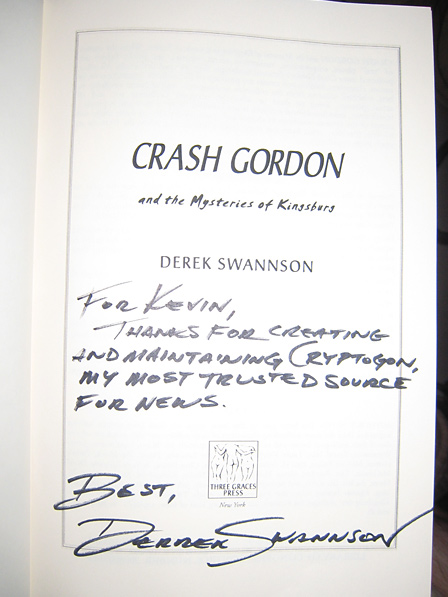 CRASH GORDON
and the Mysteries of Kingsburg
DEREK SWANNSON
FOR KEVIN,
THANKS FOR CREATING
AND MAINTAINING CRYPTOGON,
MY MOST TRUSTED SOURCE
FOR NEWS.
THREE GRACES
PRESS
New York
BEST,
DEREK SWANNSON